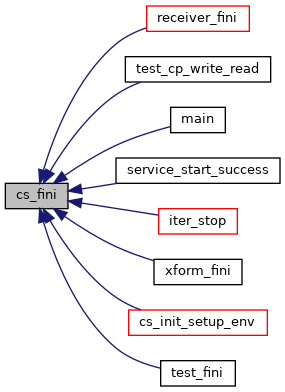 receiver_fini
test_cp_write_read
main
service_start_success
cs_fini
iter_stop
xform_fini
cs_init_setup_env
test_fini